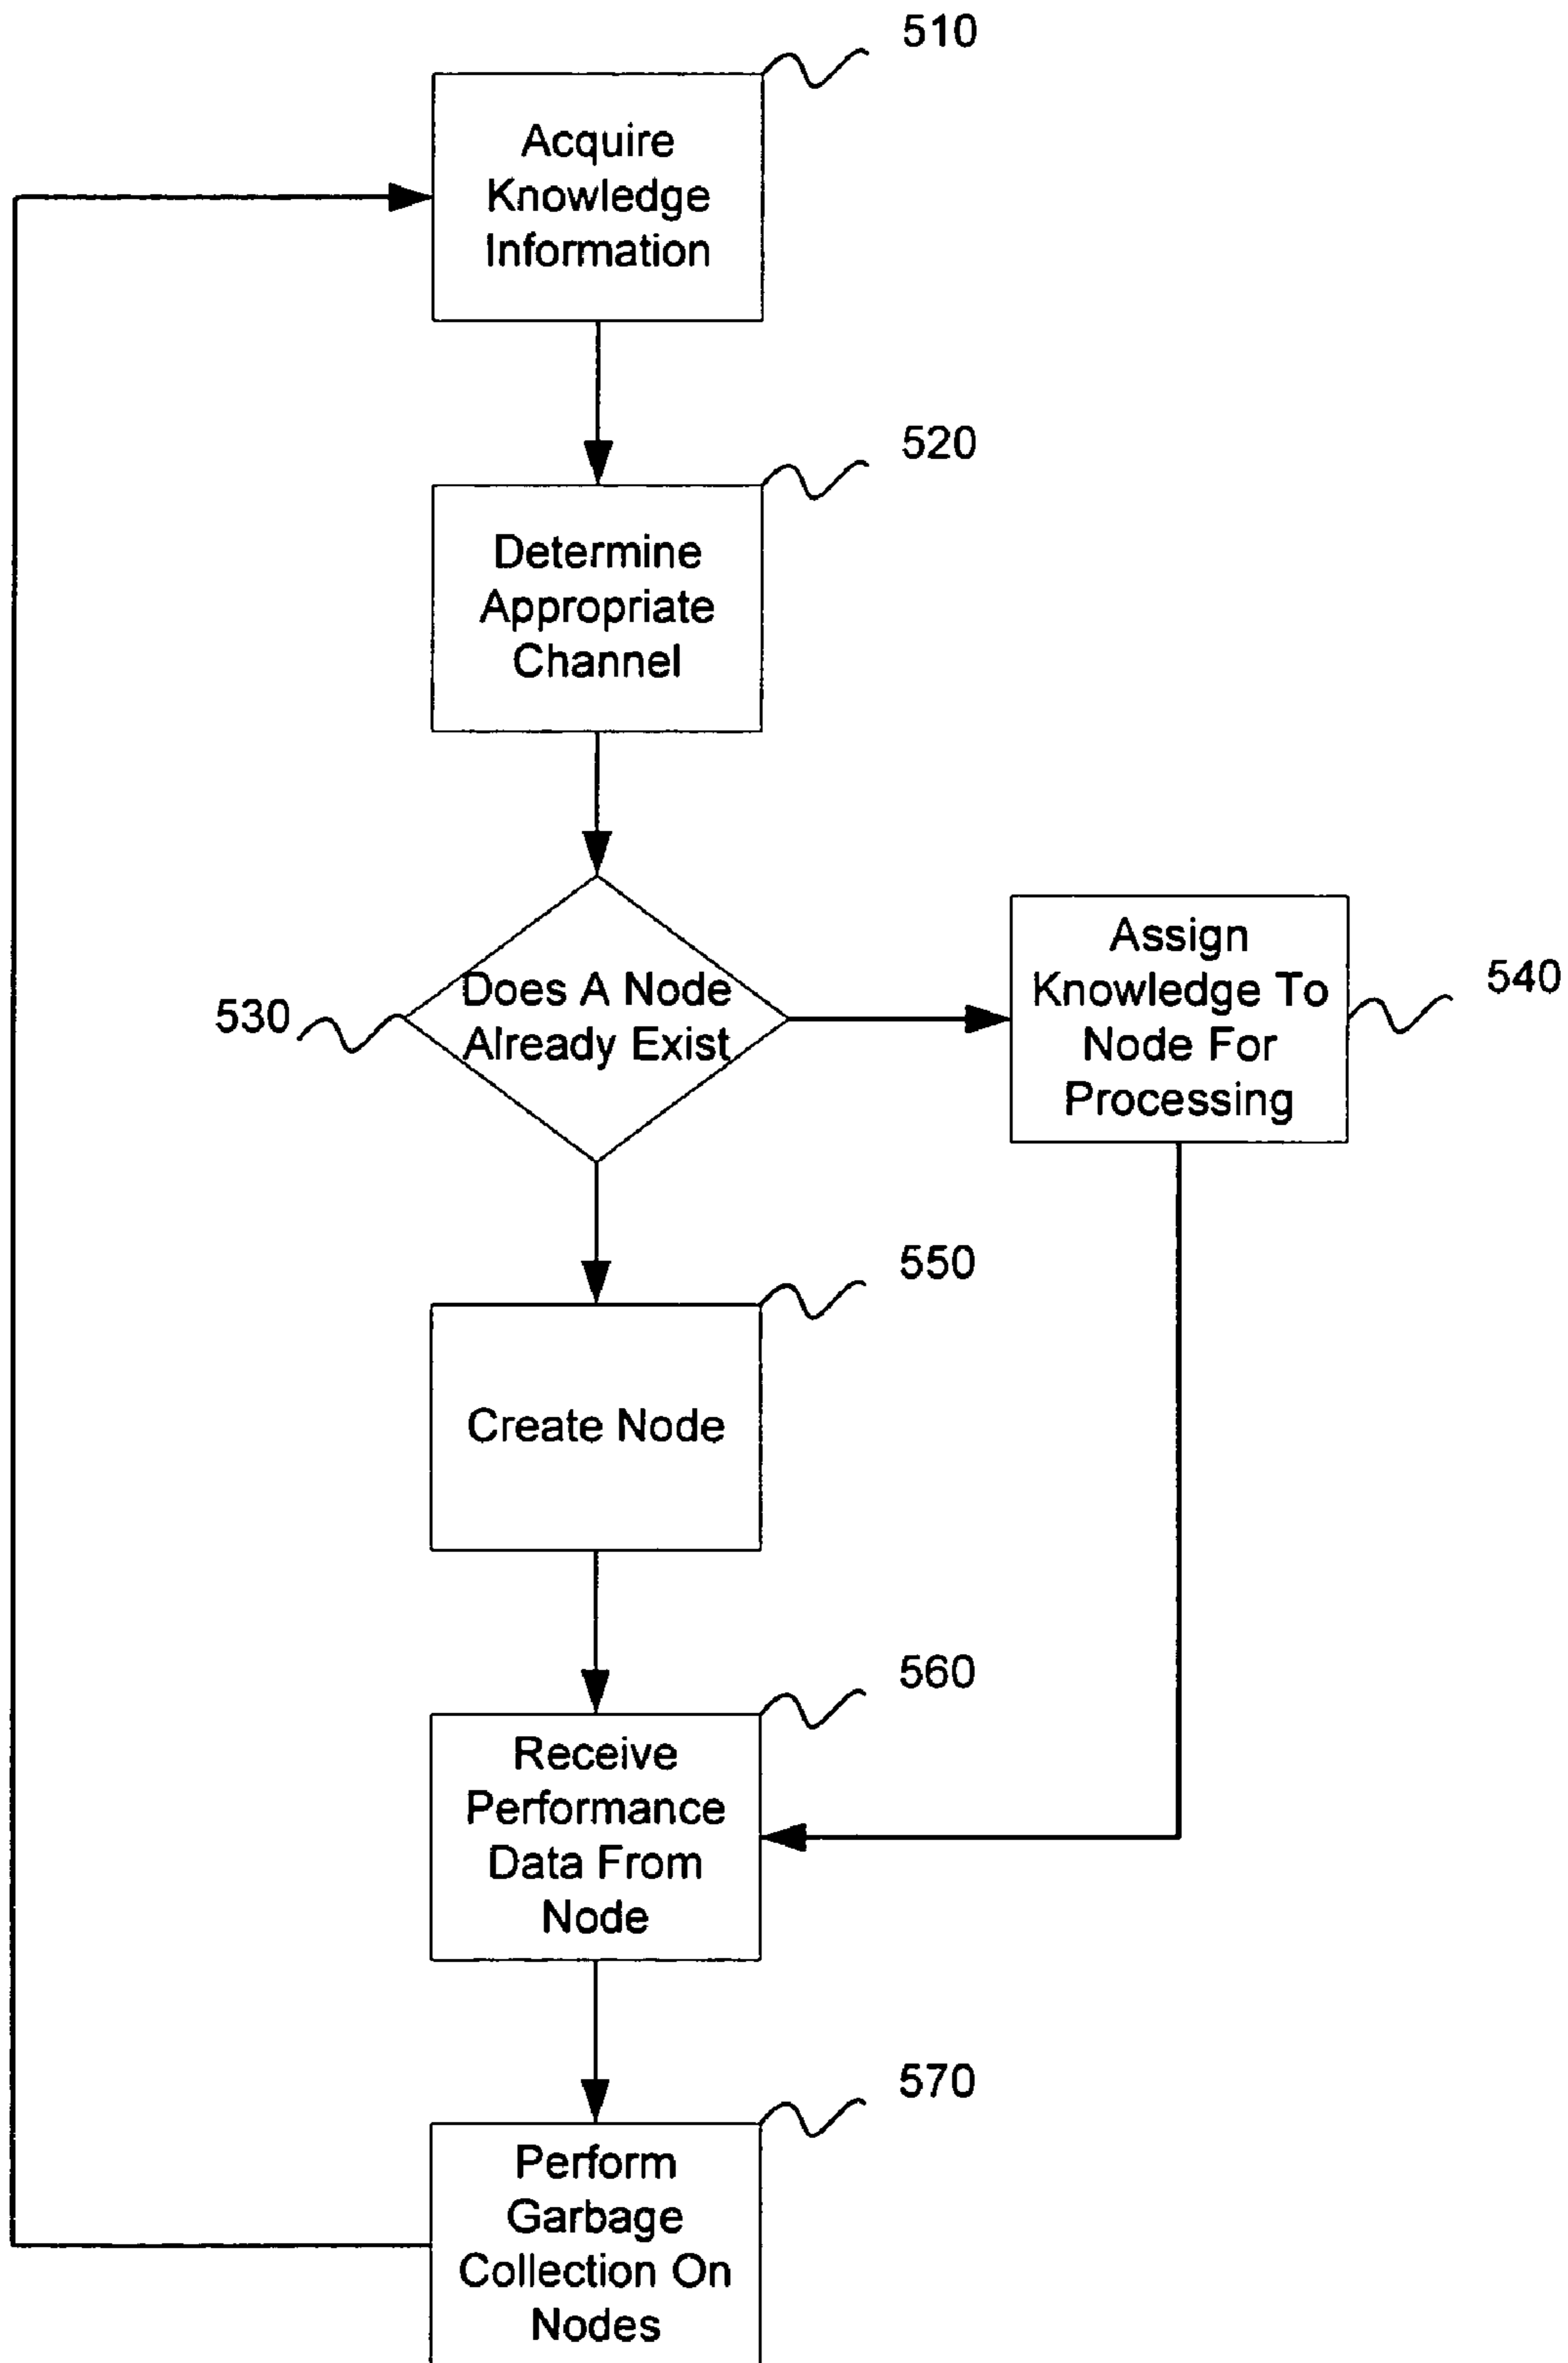 510
Acquire
Knowledge
Information
520
Determine
Appropriate
Channel
530
Does A Node
Already Exist
540
Assign
Knowledge To
Node For
Processing
550
Create Node
560
Receive
Performance
Data From
Node
570
Perform
Garbage
Collection On
Nodes